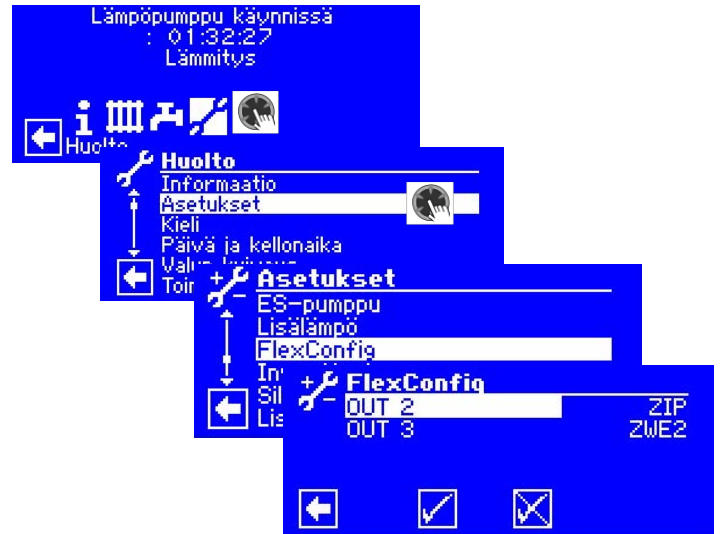 Lämpöpumppu käynnissä
: 01:32:27
Lämmitys
Huolto
Huolto
Informaatio
Asetukset
Kieli
Päivä ja kellonaika
Asetukset
ES-pumppu
Lisälämpö
FlexConfig
FlexConfig
OUT 2 ZIP
OUT 3 ZWE2